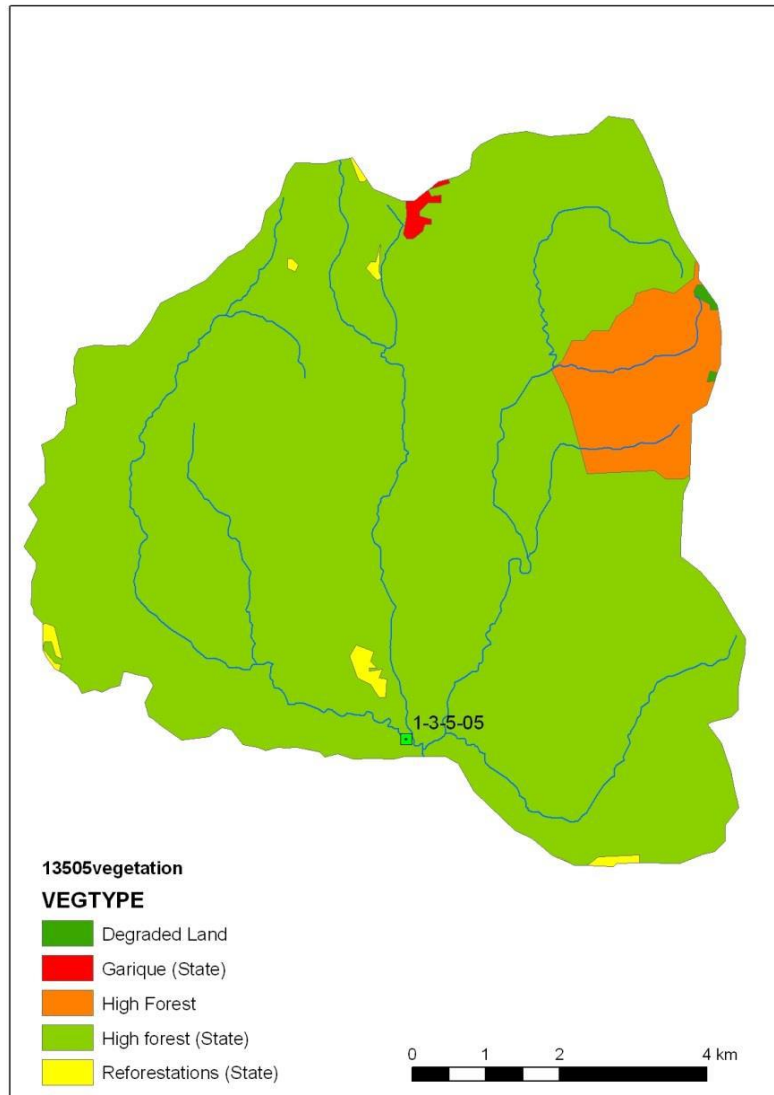 1-3-5-05
13505vegetation
VEGTYPE
Degraded Land
Garique (State)
High Forest
High forest (State)
Reforestations (State)
0 1 2 4 km